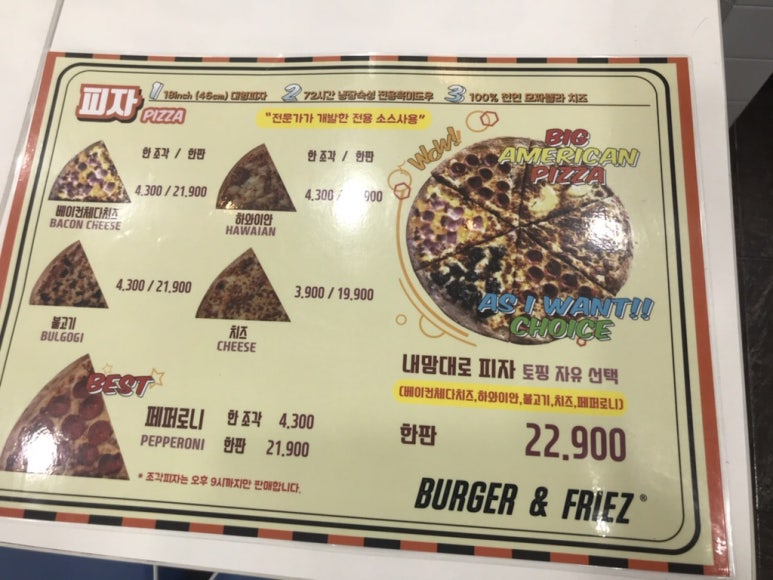 피자 PIZZA
1 18inch (46cm) 대형피자 2 72시간 냉장숙성 전용쪽미도우 3 100% 천연 모짜렐라 치즈
"전문가가 개발한 전용 소스사용"
한 조각 / 한판
4.300 / 21.900
베이컨체다치즈
BACON CHEESE
한 조각 / 한판
4.300 / 900
하와이안
HAWAIAN
4,300 / 21,900
불고기
BULGOGI
3,900 / 19,900
치즈
CHEESE
BEST
페퍼로니 한 조각 4,300
PEPPERONI 한판 21,900
* 조각피자는 오후 9시까지만 판매합니다.
Wow!
BIG
AMERICAN
PIZZA
AS I WANT!!
CHOICE
내맘대로 피자 토핑 자유 선택
(베이컨체다치즈,하와이안,불고기,치즈,페퍼로니)
한판 22.900
BURGER & FRIEZ®